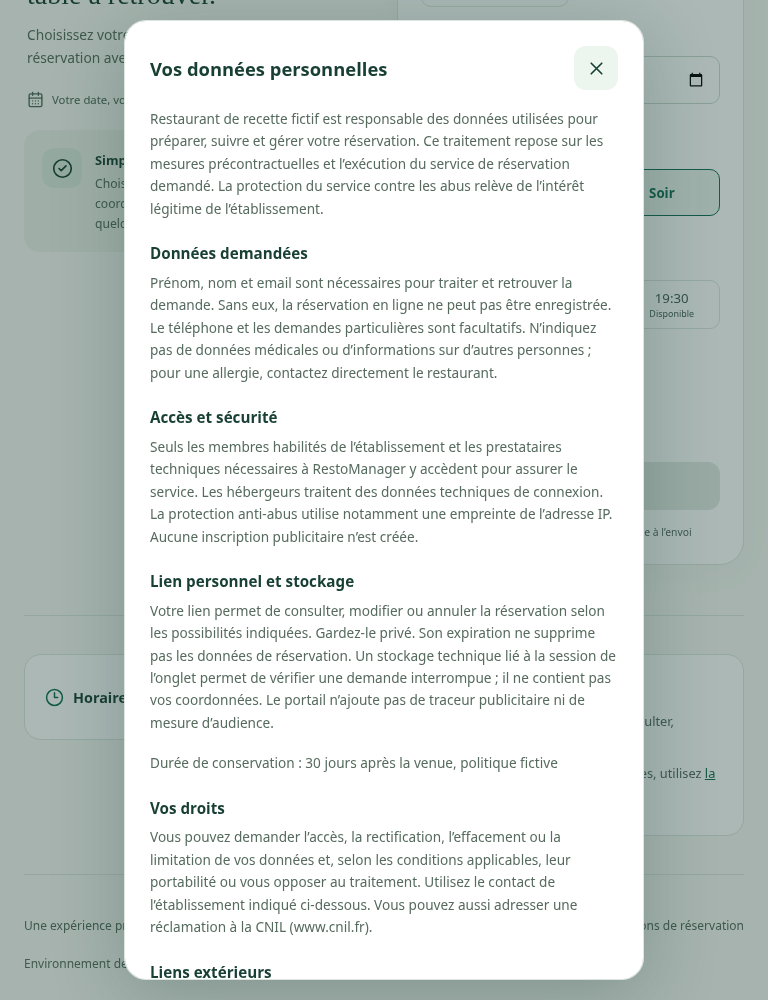 table à retrouver.
Choisissez votre
réservation ave
Votre date, vo
Simp
Chois
coord
quelq
Soir
19:30
Disponible
e à l’envoi
Horaire
ulter,
es, utilisez la
Une expérience pr
ons de réservation
Environnement de
Vos données personnelles
Restaurant de recette fictif est responsable des données utilisées pour
préparer, suivre et gérer votre réservation. Ce traitement repose sur les
mesures précontractuelles et l’exécution du service de réservation
demandé. La protection du service contre les abus relève de l’intérêt
légitime de l’établissement.
Données demandées
Prénom, nom et email sont nécessaires pour traiter et retrouver la
demande. Sans eux, la réservation en ligne ne peut pas être enregistrée.
Le téléphone et les demandes particulières sont facultatifs. N’indiquez
pas de données médicales ou d’informations sur d’autres personnes ;
pour une allergie, contactez directement le restaurant.
Accès et sécurité
Seuls les membres habilités de l’établissement et les prestataires
techniques nécessaires à RestoManager y accèdent pour assurer le
service. Les hébergeurs traitent des données techniques de connexion.
La protection anti-abus utilise notamment une empreinte de l’adresse IP.
Aucune inscription publicitaire n’est créée.
Lien personnel et stockage
Votre lien permet de consulter, modifier ou annuler la réservation selon
les possibilités indiquées. Gardez-le privé. Son expiration ne supprime
pas les données de réservation. Un stockage technique lié à la session de
l’onglet permet de vérifier une demande interrompue ; il ne contient pas
vos coordonnées. Le portail n’ajoute pas de traceur publicitaire ni de
mesure d’audience.
Durée de conservation : 30 jours après la venue, politique fictive
Vos droits
Vous pouvez demander l’accès, la rectification, l’effacement ou la
limitation de vos données et, selon les conditions applicables, leur
portabilité ou vous opposer au traitement. Utilisez le contact de
l’établissement indiqué ci-dessous. Vous pouvez aussi adresser une
réclamation à la CNIL (www.cnil.fr).
Liens extérieurs